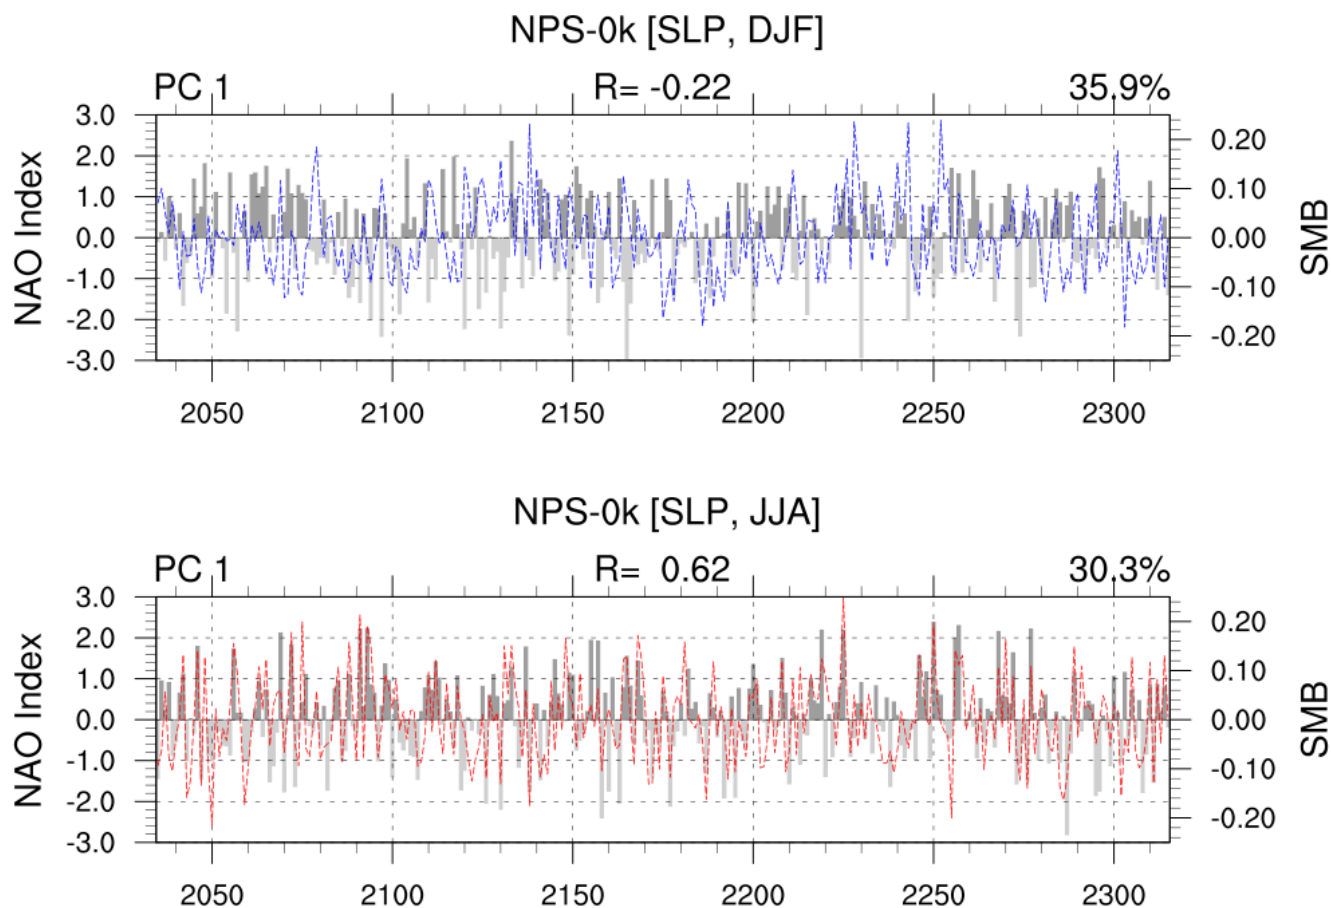 NPS-0k [SLP, DJF]
PC 1 R= -0.22 35.9%
3.0
2.0
1.0
0.0
-1.0
-2.0
-3.0
NAO Index
0.20
0.10
0.00
-0.10
-0.20
SMB
2050 2100 2150 2200 2250 2300
NPS-0k [SLP, JJA]
PC 1 R= 0.62 30.3%
3.0
2.0
1.0
0.0
-1.0
-2.0
-3.0
NAO Index
0.20
0.10
0.00
-0.10
-0.20
SMB
2050 2100 2150 2200 2250 2300